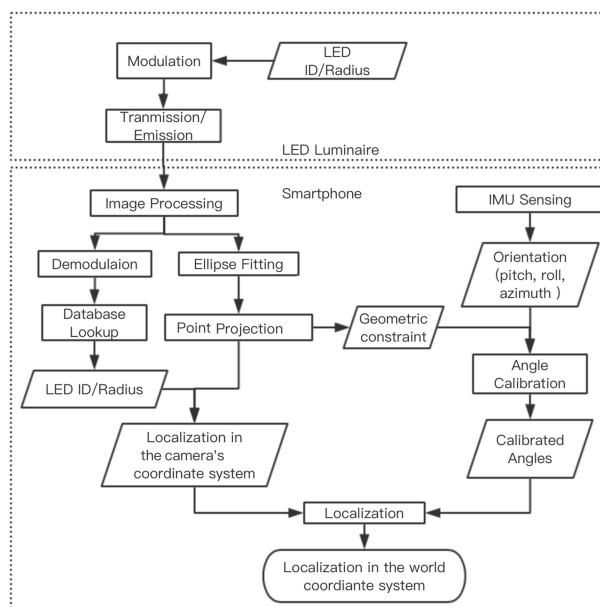 LED
ID/Radius
Modulation
Tranmission/
Emission
LED Luminaire
Smartphone
Image Processing
IMU Sensing
Demodulaion
Ellipse Fitting
Orientation
(pitch, roll,
azimuth )
Database
Lookup
Point Projection
Geometric
constraint
Angle
Calibration
LED ID/Radius
Localization in
the camera's
coordinate system
Calibrated
Angles
Localization
Localization in the world
coordiante system